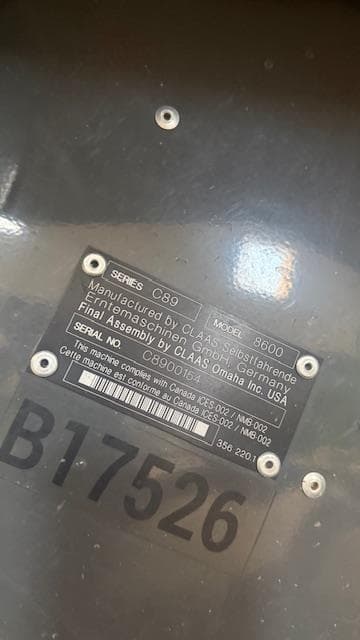 SERIES C89 MODEL 8600
Manufactured by CLAAS Selbstfahrende
Erntemaschinen GmbH, Germany
Final Assembly by CLAAS Omaha Inc. USA
SERIAL NO. C8900154
This machine complies with Canada ICES-002 / NMB-002
Cette machine est conforme au Canada ICES-002 / NMB-002
356 220.1
B17526